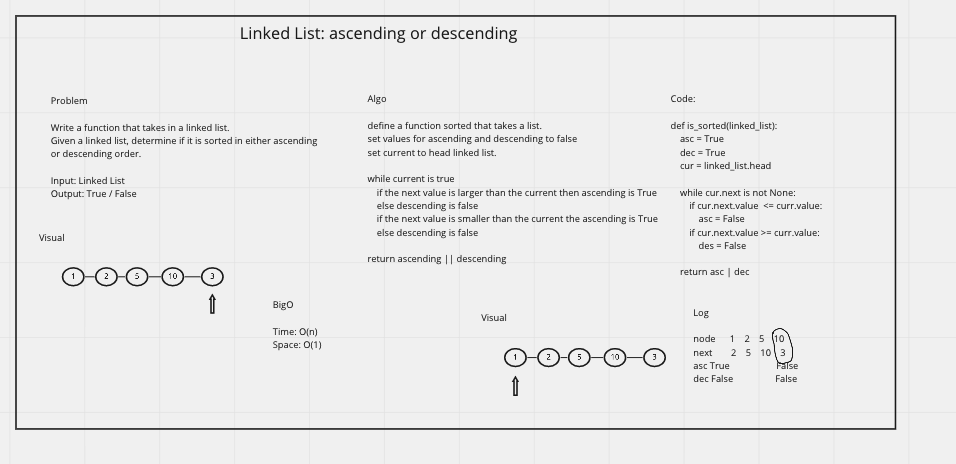 Linked List: ascending or descending
Problem
Write a function that takes in a linked list.
Given a linked list, determine if it is sorted in either ascending
or descending order.
Input: Linked List
Output: True / False
Visual
1 2 5 10 3
BigO
Time: O(n)
Space: O(1)
Algo
define a function sorted that takes a list.
set values for ascending and descending to false
set current to head linked list.
while current is true
if the next value is larger than the current then ascending is True
else descending is false
if the next value is smaller than the current the ascending is True
else descending is false
return ascending || descending
Visual
1 2 5 10 3
Code:
def is_sorted(linked_list):
asc = True
dec = True
cur = linked_list.head
while cur.next is not None:
if cur.next.value <= curr.value:
asc = False
if cur.next.value >= curr.value:
des = False
return asc | dec
Log
node 1 2 5 10
next 2 5 10 3
asc True False
dec False False